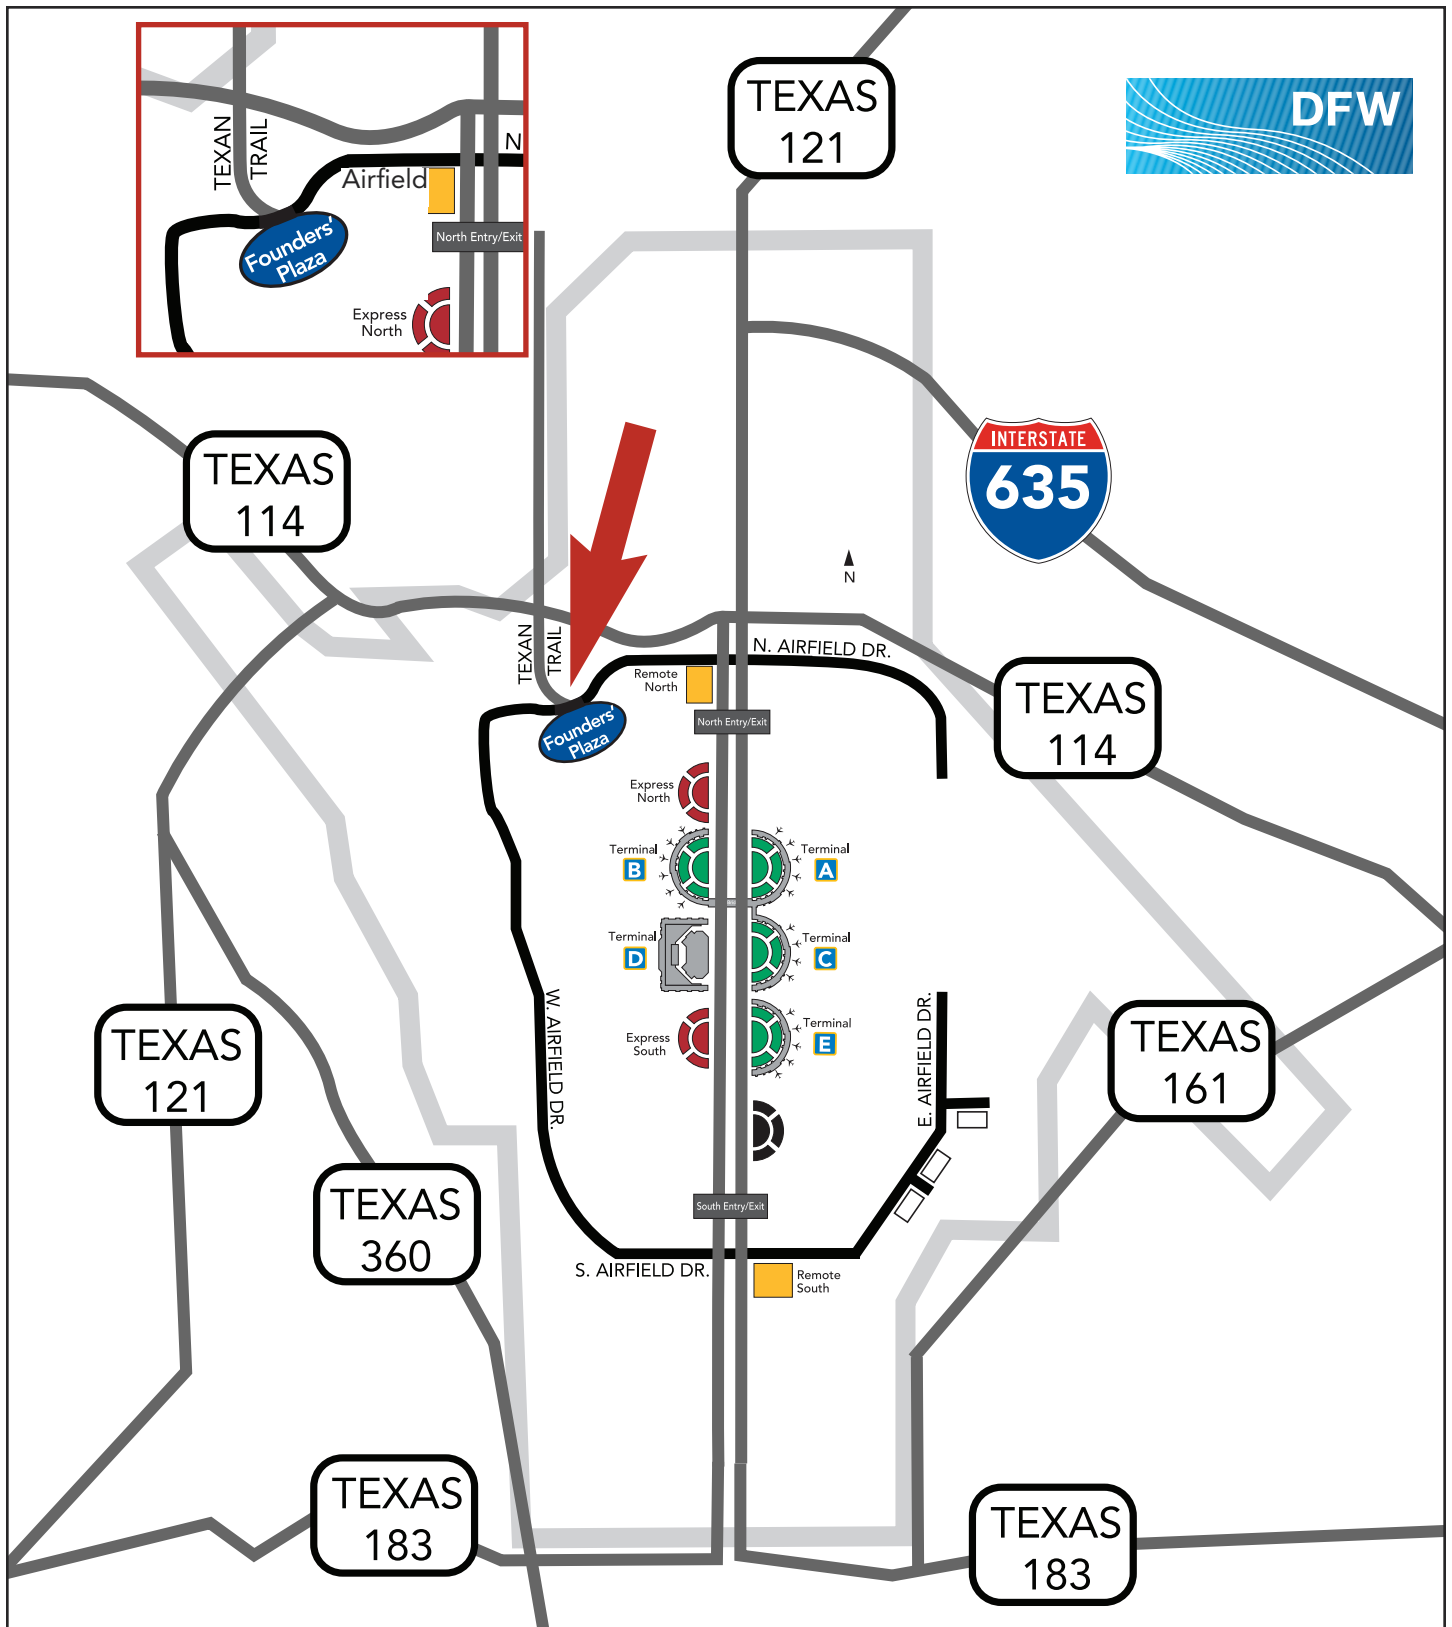 TEXAN
TRAIL
N
Airfield
North Entry/Exit
Founders'
Plaza
Express
North
TEXAS
121
DFW
TEXAS
114
INTERSTATE
635
N
TEXAN
TRAIL
N. AIRFIELD DR.
Remote
North
TEXAS
114
Founders'
Plaza
North Entry/Exit
Express
North
Terminal
B
Terminal
A
Terminal
D
Terminal
C
W. AIRFIELD DR.
E. AIRFIELD DR.
Express
South
Terminal
E
TEXAS
121
TEXAS
161
TEXAS
360
South Entry/Exit
S. AIRFIELD DR.
Remote
South
TEXAS
183
TEXAS
183